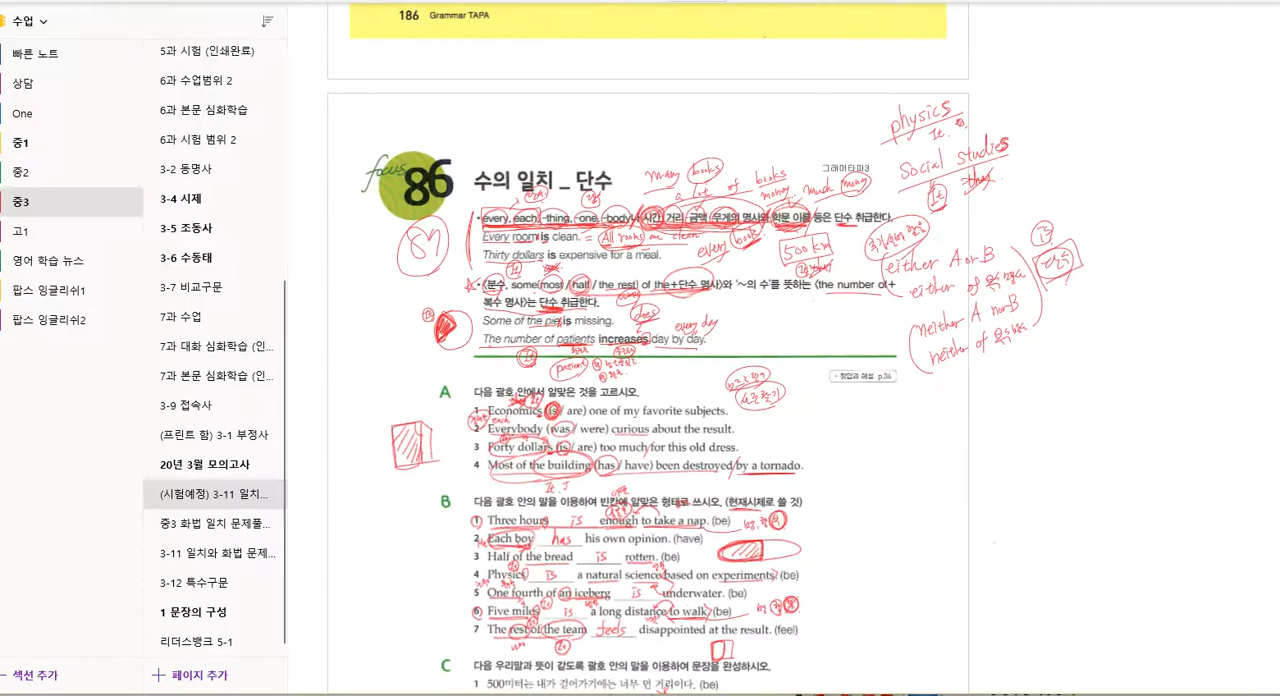 186 Grammar TAPA
수업
빠른 노트
상담
One
중1
중2
중3
고1
영어 학습 뉴스
팝스 잉글리쉬1
팝스 잉글리쉬2
섹션 추가
5과 시험 (인쇄완료)
6과 수업범위 2
6과 본문 심화학습
6과 시험 범위 2
3-2 동명사
3-4 시제
3-5 조동사
3-6 수동태
3-7 비교구문
7과 수업
7과 대화 심화학습 (인...
7과 본문 심화학습 (인...
3-9 접속사
(프린트 함) 3-1 부정사
20년 3월 모의고사
(시험예정) 3-11 일치...
중3 화법 일치 문제풀...
3-11 일치와 화법 문제...
3-12 특수구문
1 문장의 구성
리더스뱅크 5-1
페이지 추가
physics
It
Social studies
It
focus 86 수의 일치 _ 단수
그래머타파3
many books
a lot of books
money
much money
87
• every, each, -thing, -one, -body나 시간, 거리, 금액, 무게의 명사와 학문 이름 등은 단수 취급한다.
Every room is clean. = All rooms are clean
every book
500 km
Thirty dollars is expensive for a meal.
either A or B
either of 복수명사
단수
neither A nor B
neither of
• 〈분수, some(most) / half / the rest) of the+단수 명사〉와 '~의 수'를 뜻하는 〈the number of+
복수 명사〉는 단수 취급한다.
Some of the pie is missing.
does
every day
The number of patients increases day by day.
It
patient
정답과 해설 p.34
A 다음 괄호 안에서 알맞은 것을 고르시오.
1 Economics (is / are) one of my favorite subjects.
each
2 Everybody (was / were) curious about the result.
3 Forty dollars (is / are) too much for this old dress.
4 Most of the building (has / have) been destroyed by a tornado.
B 다음 괄호 안의 말을 이용하여 빈칸에 알맞은 형태로 쓰시오. (현재시제로 쓸 것)
1 Three hours is enough to take a nap. (be)
2 Each boy has his own opinion. (have)
3 Half of the bread is rotten. (be)
4 Physics is a natural science based on experiments. (be)
5 One fourth of an iceberg is underwater. (be)
6 Five miles is a long distance to walk. (be)
7 The rest of the team feels disappointed at the result. (feel)
C 다음 우리말과 뜻이 같도록 괄호 안의 말을 이용하여 문장을 완성하시오.
1 500미터는 내가 걸어가기에는 너무 먼 거리이다. (be)